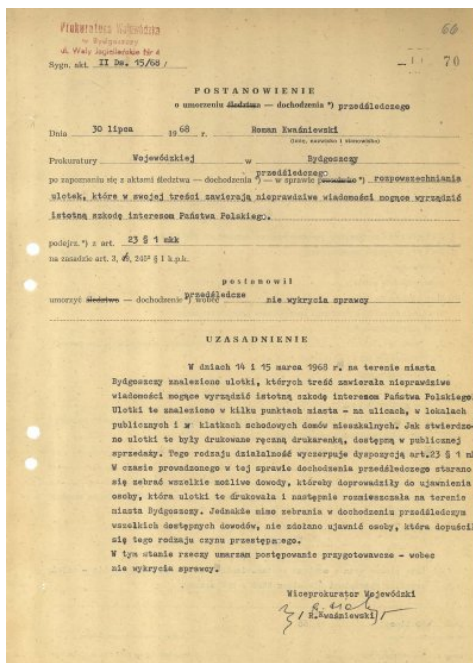 66
Prokuratura Wojewódzka
w Bydgoszczy
ul. Wały Jagiellońskie Nr 4
Sygn. akt. II Ds. 15/68/
70
POSTANOWIENIE
o umorzeniu śledztwa — dochodzenia *) przedśledczego
Dnia 30 lipca 1968 r. Roman Kwaśniewski
(imię, nazwisko i stanowisko)
Prokuratury Wojewódzkiej w Bydgoszczy
przedśledczego
po zapoznaniu się z aktami śledztwa — dochodzenia *) — w sprawie przeciwko *) rozpowszechniania
ulotek, które w swojej treści zawierają nieprawdziwe wiadomości mogące wyrządzić
istotną szkodę interesom Państwa Polskiego.
podejrz. *) z art. 23 § 1 mkk
na zasadzie art. 3, 49, 245² § 1 k.p.k.
postanowił
przedśledcze
umorzyć śledztwo — dochodzenie *) wobec nie wykrycia sprawcy
UZASADNIENIE
W dniach 14 i 15 marca 1968 r. na terenie miasta
Bydgoszczy znaleziono ulotki, których treść zawierała nieprawdziwe
wiadomości mogące wyrządzić istotną szkodę interesom Państwa Polskiego.
Ulotki te znaleziono w kilku punktach miasta – na ulicach, w lokalach
publicznych i w klatkach schodowych domów mieszkalnych. Jak stwierdzo-
no ulotki te były drukowane ręczną drukarenką, dostępną w publicznej
sprzedaży. Tego rodzaju działalność wyczerpuje dyspozycję art.23 § 1 mkk
W czasie prowadzonego w tej sprawie dochodzenia przedśledczego starano
się zebrać wszelkie możliwe dowody, któreby doprowadziły do ujawnienia
osoby, która ulotki te drukowała i następnie rozmieszczała na terenie
miasta Bydgoszczy. Jednakże mimo zebrania w dochodzeniu przedśledczym
wszelkich dostępnych dowodów, nie zdołano ujawnić osoby, która dopuściła
się tego rodzaju czynu przestępnego.
W tym stanie rzeczy umarzam postępowanie przygotowawcze – wobec
nie wykrycia sprawcy.
Wiceprokurator Wojewódzki
/R.Kwaśniewski/